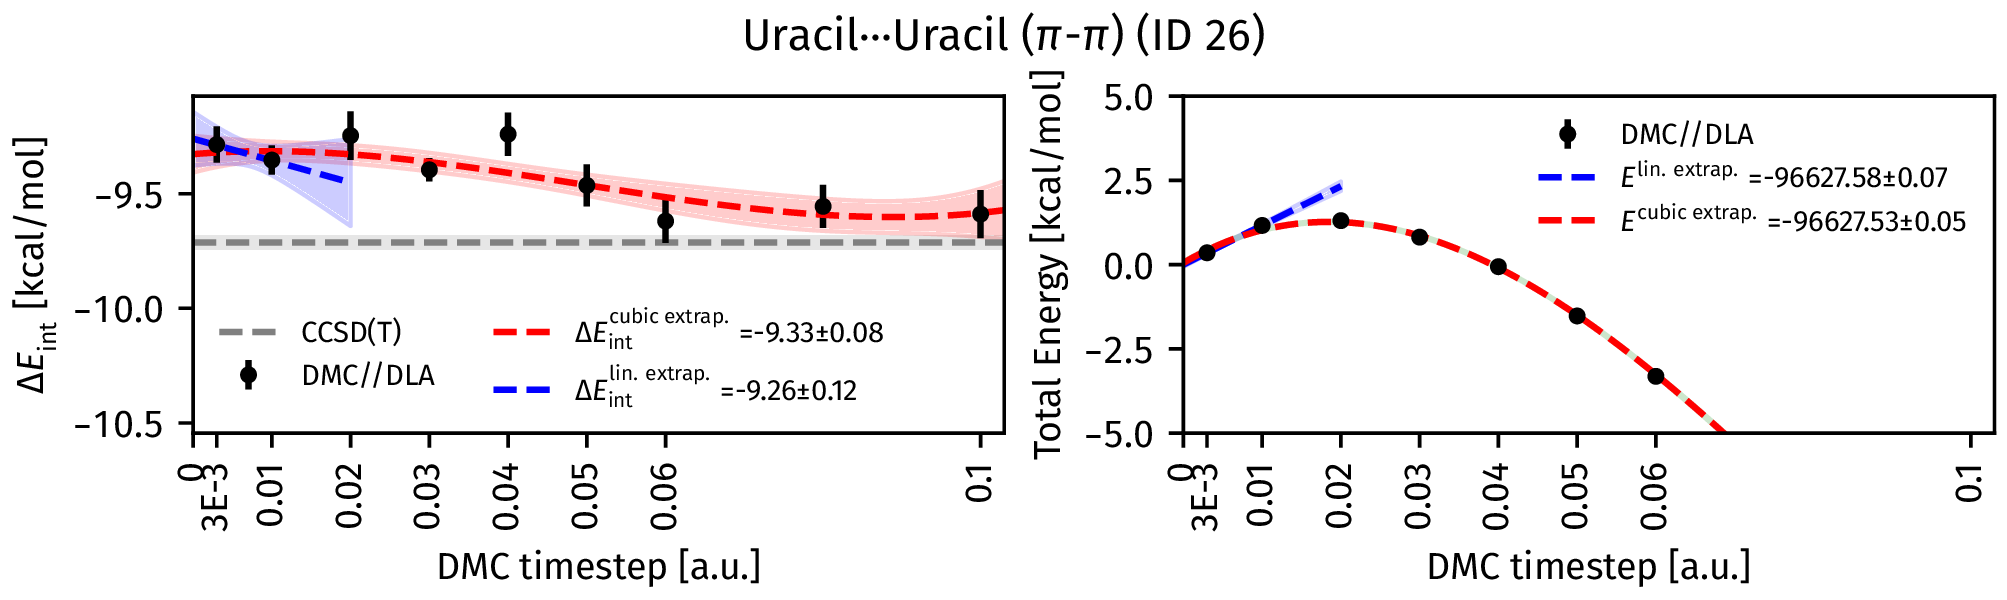 Uracil···Uracil (π-π) (ID 26)
ΔE_int [kcal/mol]
−9.5
−10.0
−10.5
CCSD(T)
DMC//DLA
ΔE_int^cubic extrap. =-9.33±0.08
ΔE_int^lin. extrap. =-9.26±0.12
0
3E-3
0.01
0.02
0.03
0.04
0.05
0.06
0.1
DMC timestep [a.u.]
Total Energy [kcal/mol]
5.0
2.5
0.0
−2.5
−5.0
DMC//DLA
E^lin. extrap. =-96627.58±0.07
E^cubic extrap. =-96627.53±0.05
0
3E-3
0.01
0.02
0.03
0.04
0.05
0.06
0.1
DMC timestep [a.u.]